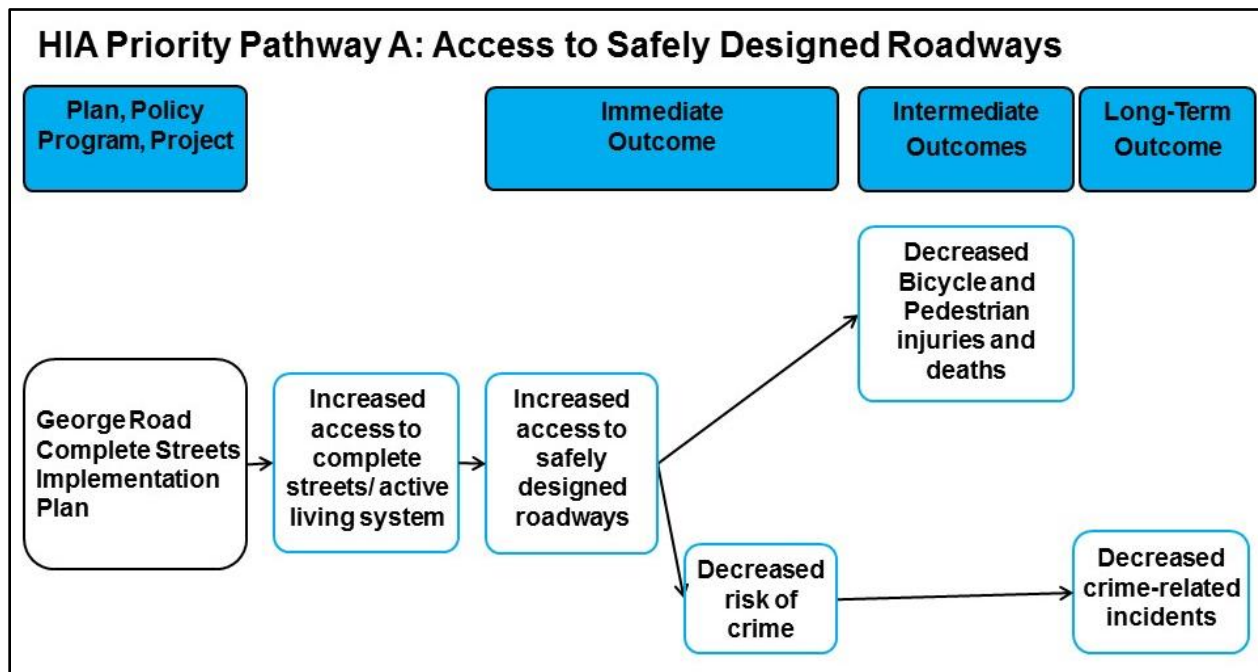 HIA Priority Pathway A: Access to Safely Designed Roadways
Plan, Policy
Program, Project
Immediate
Outcome
Intermediate
Outcomes
Long-Term
Outcome
Decreased
Bicycle and
Pedestrian
injuries and
deaths
George Road
Complete Streets
Implementation
Plan
Increased
access to
complete
streets/ active
living system
Increased
access to
safely
designed
roadways
Decreased
risk of
crime
Decreased
crime-related
incidents